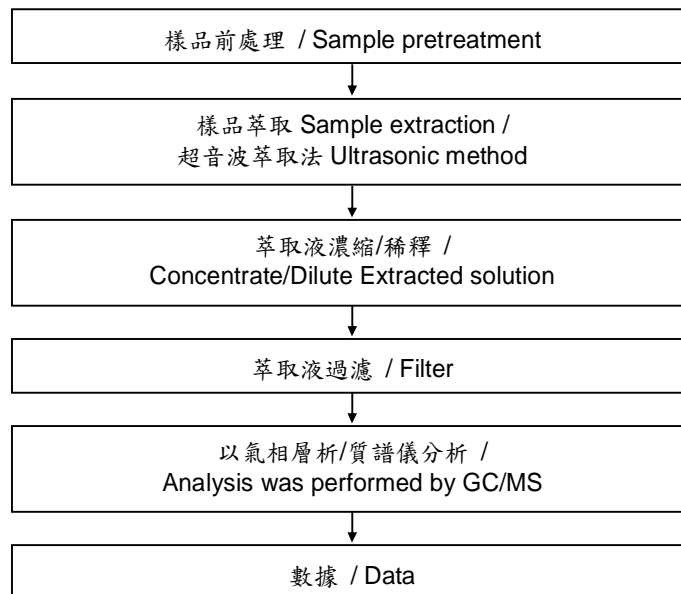 樣品前處理 / Sample pretreatment
樣品萃取 Sample extraction /
超音波萃取法 Ultrasonic method
萃取液濃縮/稀釋 /
Concentrate/Dilute Extracted solution
萃取液過濾 / Filter
以氣相層析/質譜儀分析 /
Analysis was performed by GC/MS
數據 / Data